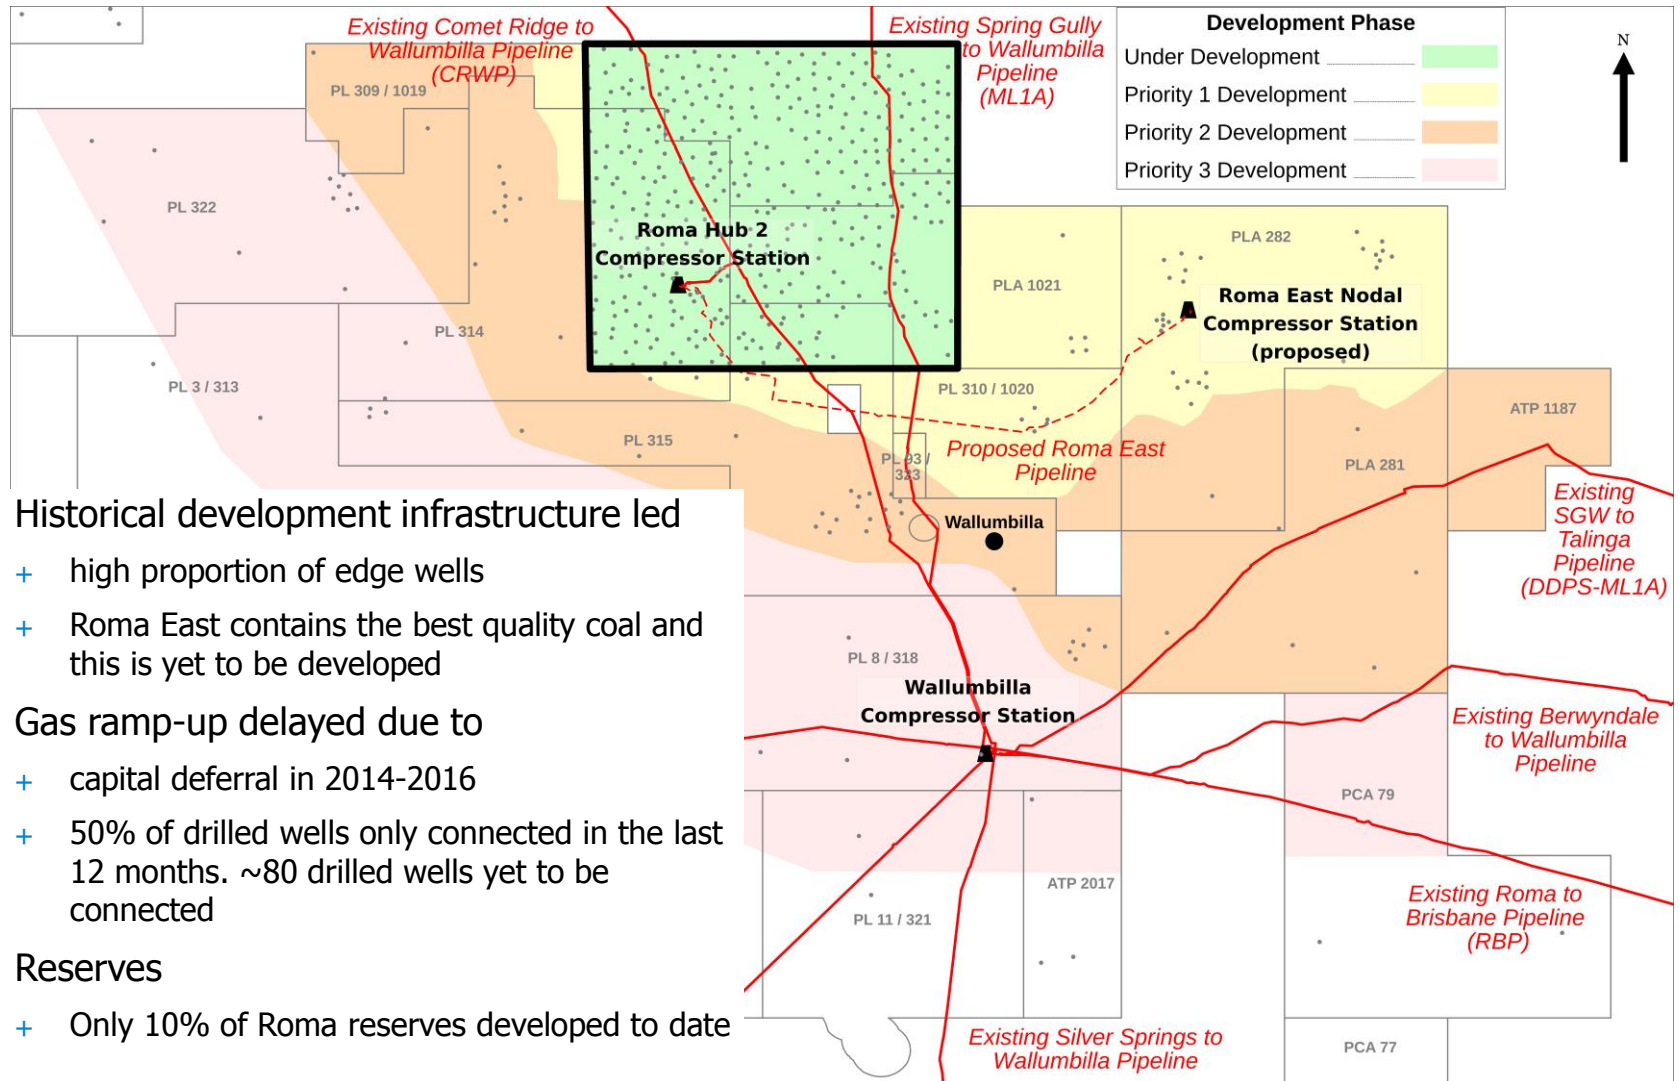 Existing Comet Ridge to
Wallumbilla Pipeline
(CRWP)
Existing Spring Gully
to Wallumbilla
Pipeline
(ML1A)
Development Phase
Under Development
Priority 1 Development
Priority 2 Development
Priority 3 Development
N
PL 309 / 1019
PL 322
Roma Hub 2
Compressor Station
PLA 282
PLA 1021
Roma East Nodal
Compressor Station
(proposed)
PL 314
PL 3 / 313
PL 310 / 1020
ATP 1187
PL 315
PL 93 /
323
Proposed Roma East
Pipeline
PLA 281
Existing
SGW to
Talinga
Pipeline
(DDPS-ML1A)
Wallumbilla
Historical development infrastructure led
+ high proportion of edge wells
+ Roma East contains the best quality coal and
this is yet to be developed
Gas ramp-up delayed due to
+ capital deferral in 2014-2016
+ 50% of drilled wells only connected in the last
12 months. ~80 drilled wells yet to be
connected
Reserves
+ Only 10% of Roma reserves developed to date
PL 8 / 318
Wallumbilla
Compressor Station
Existing Berwyndale
to Wallumbilla
Pipeline
PCA 79
ATP 2017
PL 11 / 321
Existing Roma to
Brisbane Pipeline
(RBP)
Existing Silver Springs to
Wallumbilla Pipeline
PCA 77